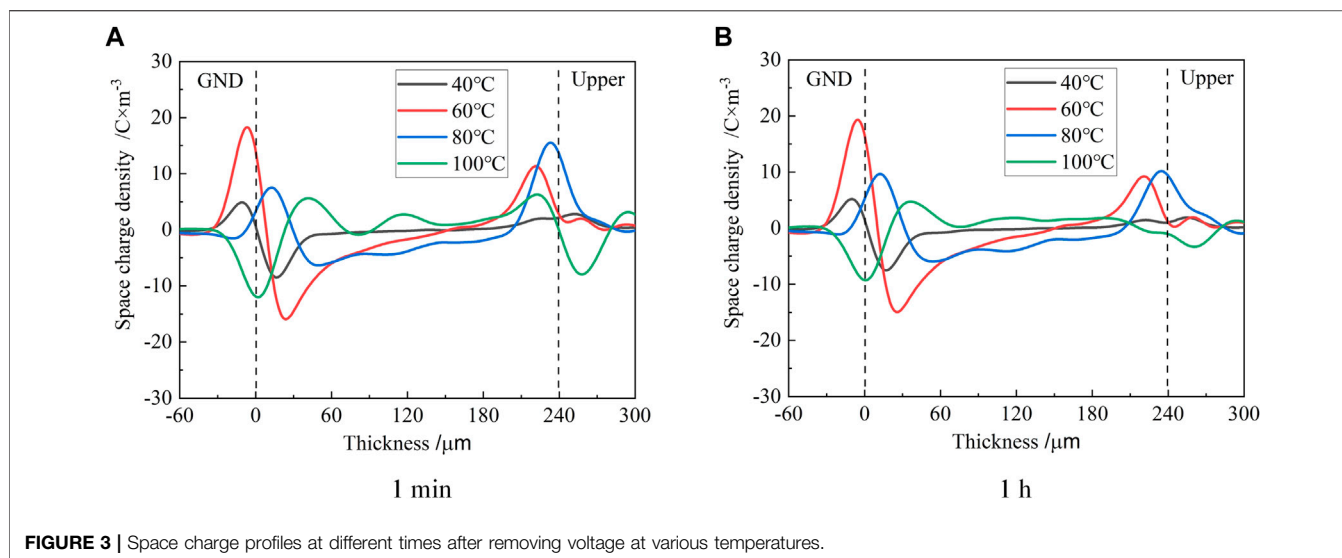 A
B
GND
Upper
40℃
60℃
80℃
100℃
Space charge density /C×m⁻³
30
20
10
0
-10
-20
-30
-60
0
60
120
180
240
300
Thickness /μm
1 min
GND
Upper
40℃
60℃
80℃
100℃
Space charge density /C×m⁻³
30
20
10
0
-10
-20
-30
-60
0
60
120
180
240
300
Thickness /μm
1 h
FIGURE 3 | Space charge profiles at different times after removing voltage at various temperatures.